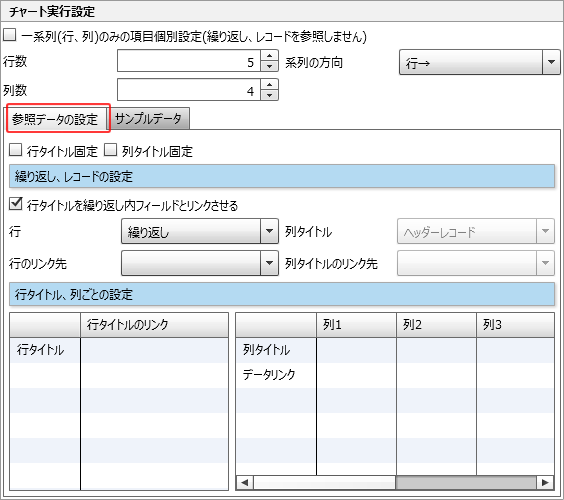 チャート実行設定
一系列(行、列)のみの項目個別設定(繰り返し、レコードを参照しません)
行数 5 系列の方向 行→
列数 4
参照データの設定 サンプルデータ
行タイトル固定 列タイトル固定
繰り返し、レコードの設定
行タイトルを繰り返し内フィールドとリンクさせる
行 繰り返し 列タイトル ヘッダーレコード
行のリンク先 列タイトルのリンク先
行タイトル、列ごとの設定
行タイトルのリンク 列1 列2 列3
行タイトル 列タイトル
データリンク